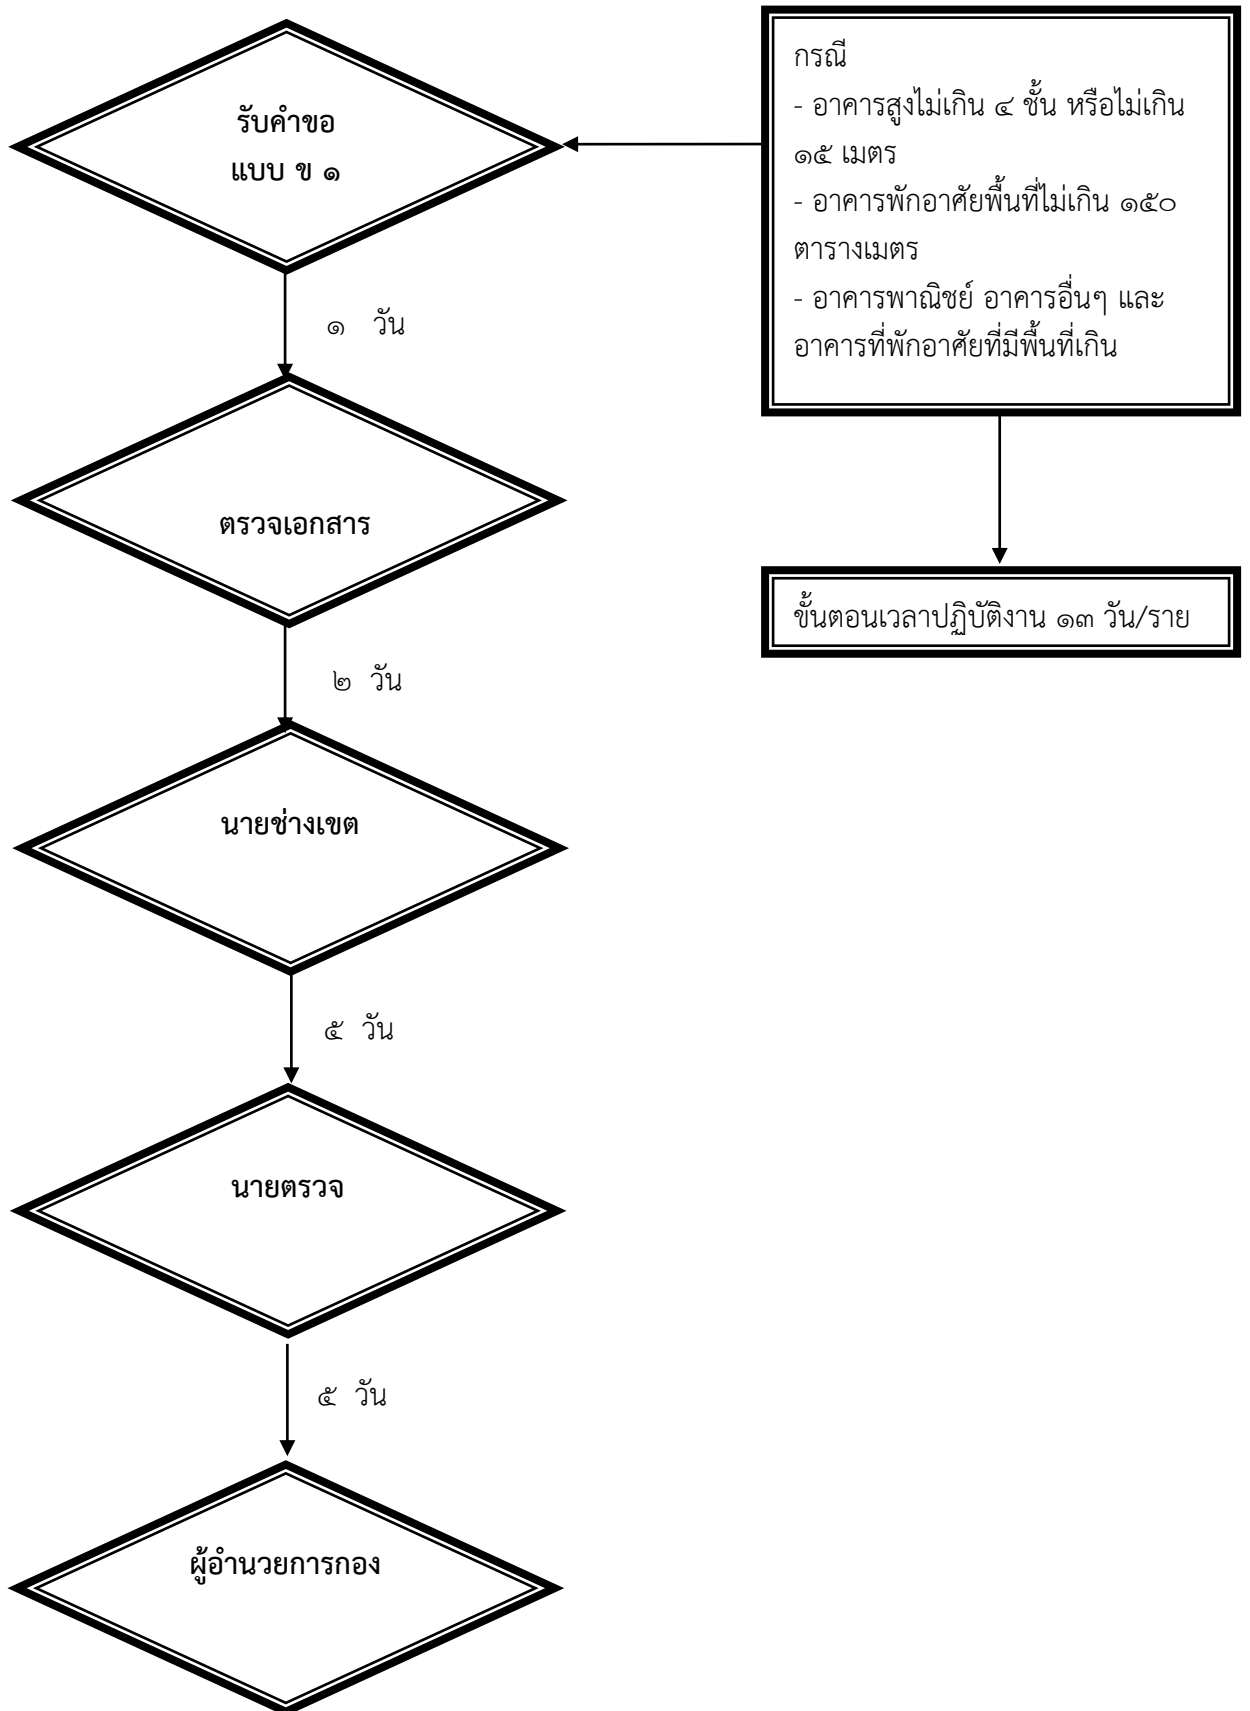 รับคำขอ
แบบ ข ๑
กรณี
- อาคารสูงไม่เกิน ๔ ชั้น หรือไม่เกิน
๑๕ เมตร
- อาคารพักอาศัยพื้นที่ไม่เกิน ๑๕๐
ตารางเมตร
- อาคารพาณิชย์ อาคารอื่นๆ และ
อาคารที่พักอาศัยที่มีพื้นที่เกิน
๑ วัน
ตรวจเอกสาร
ขั้นตอนเวลาปฏิบัติงาน ๑๓ วัน/ราย
๒ วัน
นายช่างเขต
๕ วัน
นายตรวจ
๕ วัน
ผู้อำนวยการกอง